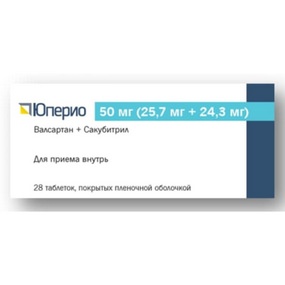 Юперио 50 мг (25,7 мг + 24,3 мг)
Валсартан + Сакубитрил
Для приема внутрь
28 таблеток, покрытых пленочной оболочкой